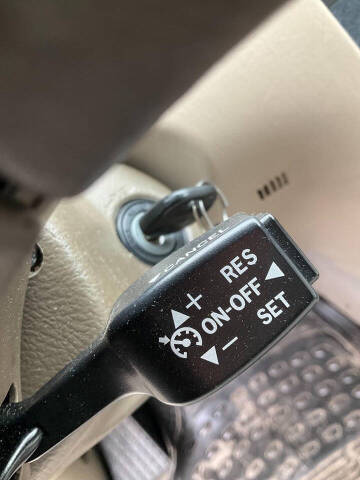 CANCEL
+ RES
ON-OFF
- SET